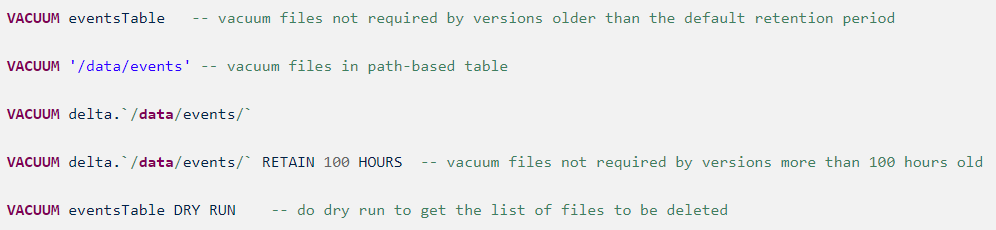 VACUUM eventsTable   -- vacuum files not required by versions older than the default retention period
VACUUM '/data/events' -- vacuum files in path-based table
VACUUM delta.`/data/events/`
VACUUM delta.`/data/events/` RETAIN 100 HOURS  -- vacuum files not required by versions more than 100 hours old
VACUUM eventsTable DRY RUN    -- do dry run to get the list of files to be deleted